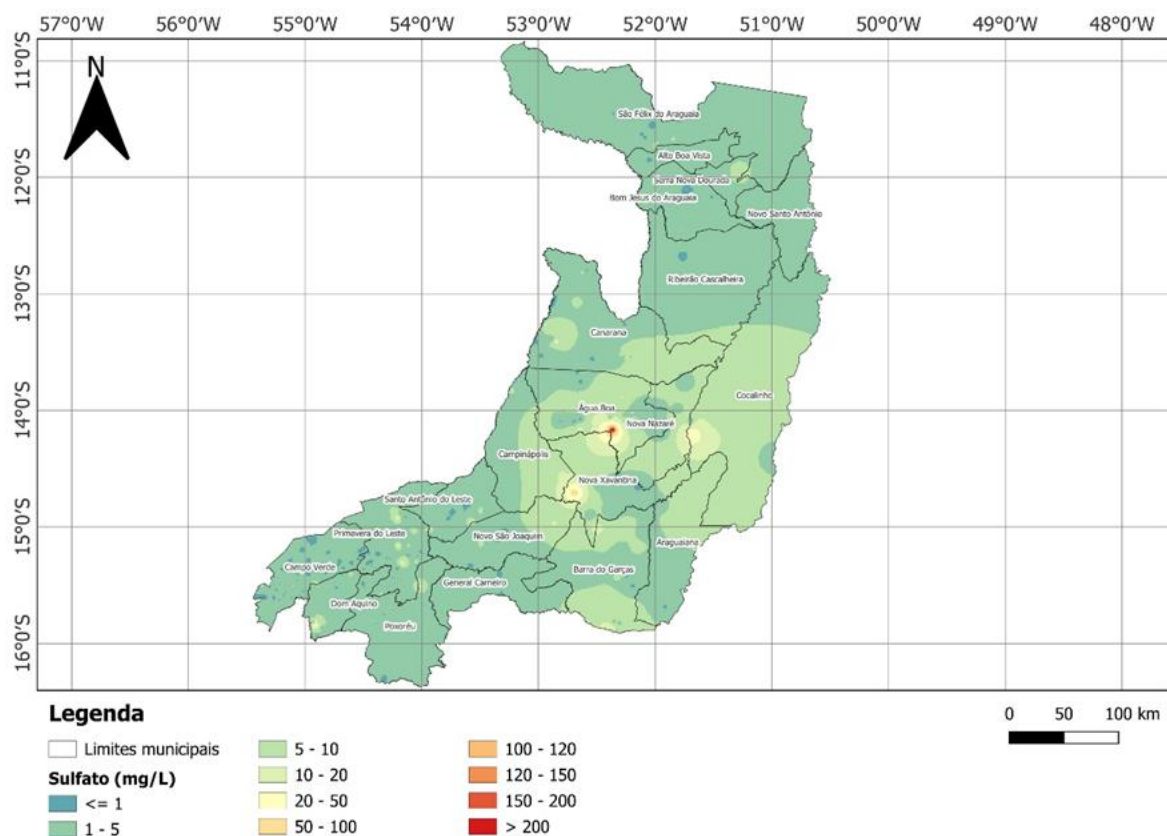 57°0'W 56°0'W 55°0'W 54°0'W 53°0'W 52°0'W 51°0'W 50°0'W 49°0'W 48°0'W
N
11°0'S
São Félix do Araguaia
Alto Boa Vista
12°0'S
Serra Nova Dourada
Bom Jesus do Araguaia
Novo Santo Antônio
Ribeirão Cascalheira
13°0'S
Canarana
Cocalinho
14°0'S
Água Boa
Nova Nazaré
Campinápolis
Nova Xavantina
Santo Antônio do Leste
15°0'S
Primavera do Leste
Novo São Joaquim
Araguaiana
Campo Verde
Barra do Garças
General Carneiro
Dom Aquino
Poxoréu
16°0'S
Legenda
Limites municipais
Sulfato (mg/L)
<= 1
1 - 5
5 - 10
10 - 20
20 - 50
50 - 100
100 - 120
120 - 150
150 - 200
> 200
0 50 100 km